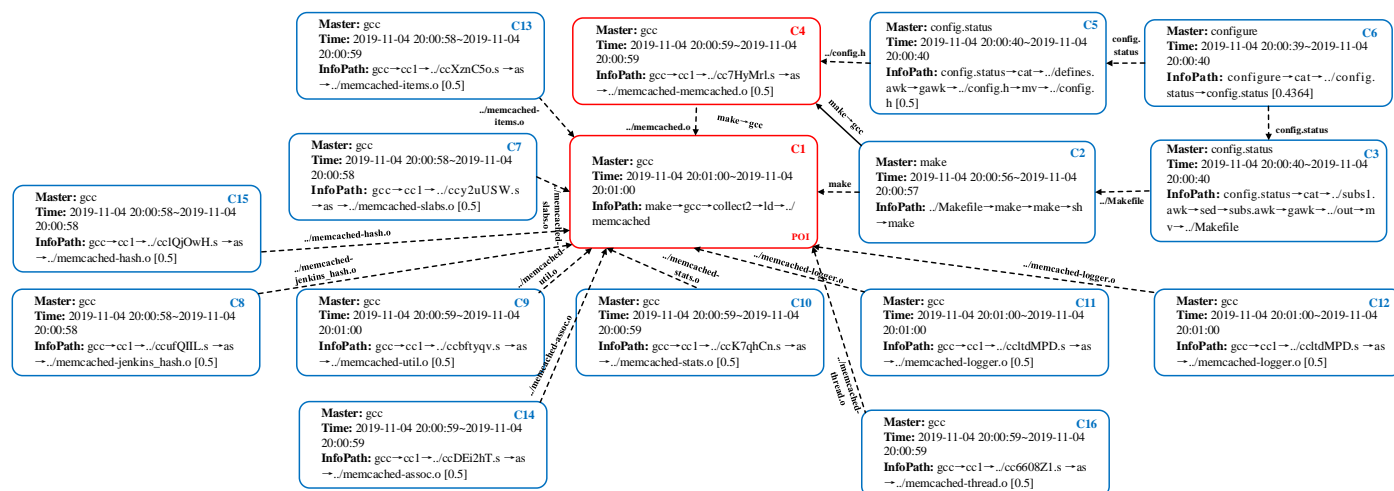 C13
Master: gcc
Time: 2019-11-04 20:00:58~2019-11-04
20:00:59
InfoPath: gcc→cc1→../ccXznC5o.s→as
→../memcached-items.o [0.5]
C4
Master: gcc
Time: 2019-11-04 20:00:59~2019-11-04
20:00:59
InfoPath: gcc→cc1→../cc7HyMrl.s→as
→../memcached-memcached.o [0.5]
../config.h
C5
Master: config.status
Time: 2019-11-04 20:00:40~2019-11-04
20:00:40
InfoPath: config.status→cat→../defines.
awk→gawk→../config.h→mv→../config.
h [0.5]
config.
status
C6
Master: configure
Time: 2019-11-04 20:00:39~2019-11-04
20:00:40
InfoPath: configure→cat→../config.
status→config.status [0.4364]
../memcached-
items.o
../memcached.o
make→gcc
make→gcc
config.status
C7
Master: gcc
Time: 2019-11-04 20:00:58~2019-11-04
20:00:58
InfoPath: gcc→cc1→../ccy2uUSW.s
→as→../memcached-slabs.o [0.5]
../memcached-
slabs.o
C1
Master: gcc
Time: 2019-11-04 20:01:00~2019-11-04
20:01:00
InfoPath: make→gcc→collect2→ld→../
memcached
POI
make
C2
Master: make
Time: 2019-11-04 20:00:56~2019-11-04
20:00:57
InfoPath: ../Makefile→make→make→sh
→make
../Makefile
C3
Master: config.status
Time: 2019-11-04 20:00:40~2019-11-04
20:00:40
InfoPath: config.status→cat→../subs1.
awk→sed→subs.awk→gawk→../out→m
v→../Makefile
C15
Master: gcc
Time: 2019-11-04 20:00:58~2019-11-04
20:00:58
InfoPath: gcc→cc1→../cclQjOwH.s→as
→../memcached-hash.o [0.5]
../memcached-hash.o
../memcached-
jenkins_hash.o
../memcached-
util.o
../memcached-
stats.o
../memcached-logger.o
../memcached-logger.o
C8
Master: gcc
Time: 2019-11-04 20:00:58~2019-11-04
20:00:58
InfoPath: gcc→cc1→../ccufQIIL.s→as
→../memcached-jenkins_hash.o [0.5]
C9
Master: gcc
Time: 2019-11-04 20:00:59~2019-11-04
20:01:00
InfoPath: gcc→cc1→../ccbftyqv.s→as
→../memcached-util.o [0.5]
../memcached-assoc.o
C10
Master: gcc
Time: 2019-11-04 20:00:59~2019-11-04
20:00:59
InfoPath: gcc→cc1→../ccK7qhCn.s→as
→../memcached-stats.o [0.5]
../memcached-
thread.o
C11
Master: gcc
Time: 2019-11-04 20:01:00~2019-11-04
20:01:00
InfoPath: gcc→cc1→../ccltdMPD.s→as
→../memcached-logger.o [0.5]
C12
Master: gcc
Time: 2019-11-04 20:01:00~2019-11-04
20:01:00
InfoPath: gcc→cc1→../ccltdMPD.s→as
→../memcached-logger.o [0.5]
C14
Master: gcc
Time: 2019-11-04 20:00:59~2019-11-04
20:00:59
InfoPath: gcc→cc1→../ccDEi2hT.s→as
→../memcached-assoc.o [0.5]
C16
Master: gcc
Time: 2019-11-04 20:00:59~2019-11-04
20:00:59
InfoPath: gcc→cc1→../cc6608Z1.s→as
→../memcached-thread.o [0.5]